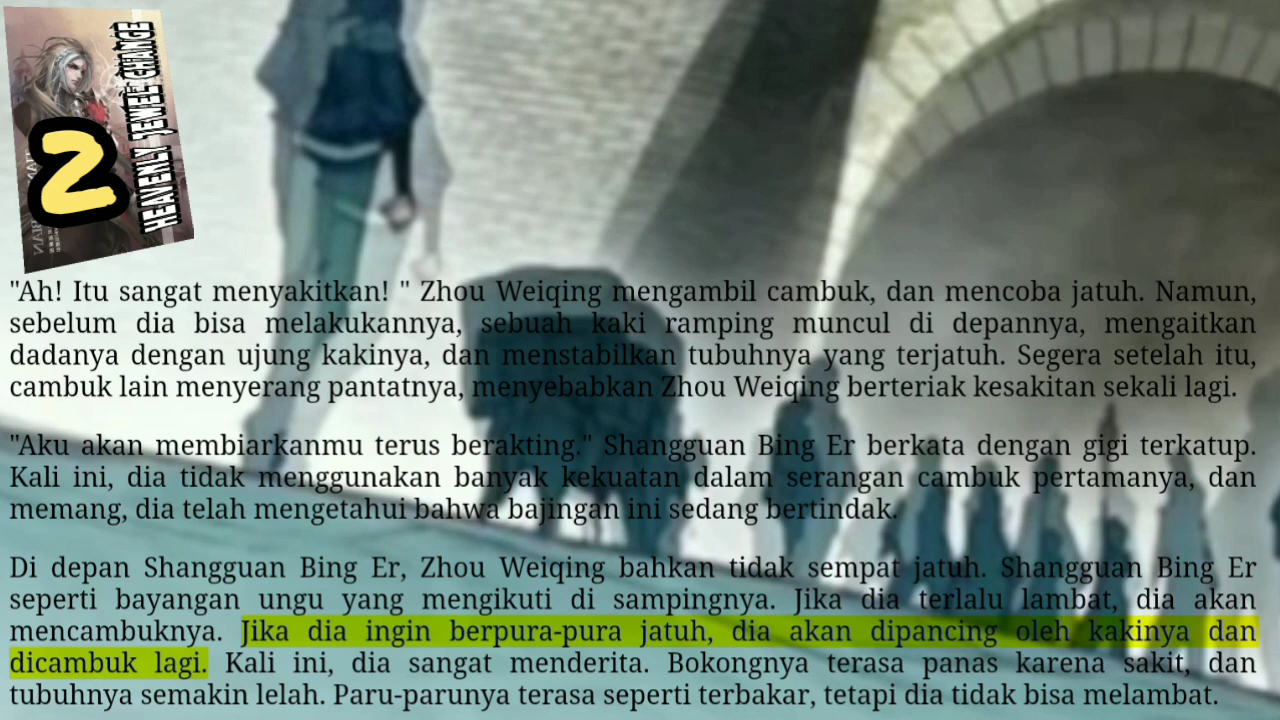 HEAVENLY JEWEL CHANGE
2
"Ah! Itu sangat menyakitkan! " Zhou Weiqing mengambil cambuk, dan mencoba jatuh. Namun,
sebelum dia bisa melakukannya, sebuah kaki ramping muncul di depannya, mengaitkan
dadanya dengan ujung kakinya, dan menstabilkan tubuhnya yang terjatuh. Segera setelah itu,
cambuk lain menyerang pantatnya, menyebabkan Zhou Weiqing berteriak kesakitan sekali lagi.
"Aku akan membiarkanmu terus berakting." Shangguan Bing Er berkata dengan gigi terkatup.
Kali ini, dia tidak menggunakan banyak kekuatan dalam serangan cambuk pertamanya, dan
memang, dia telah mengetahui bahwa bajingan ini sedang bertindak.
Di depan Shangguan Bing Er, Zhou Weiqing bahkan tidak sempat jatuh. Shangguan Bing Er
seperti bayangan ungu yang mengikuti di sampingnya. Jika dia terlalu lambat, dia akan
mencambuknya. Jika dia ingin berpura-pura jatuh, dia akan dipancing oleh kakinya dan
dicambuk lagi. Kali ini, dia sangat menderita. Bokongnya terasa panas karena sakit, dan
tubuhnya semakin lelah. Paru-parunya terasa seperti terbakar, tetapi dia tidak bisa melambat.